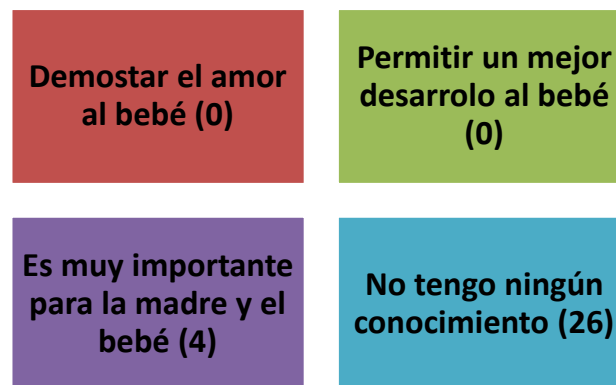 Demostar el amor
al bebé (0)
Permitir un mejor
desarrolo al bebé
(0)
Es muy importante
para la madre y el
bebé (4)
No tengo ningún
conocimiento (26)